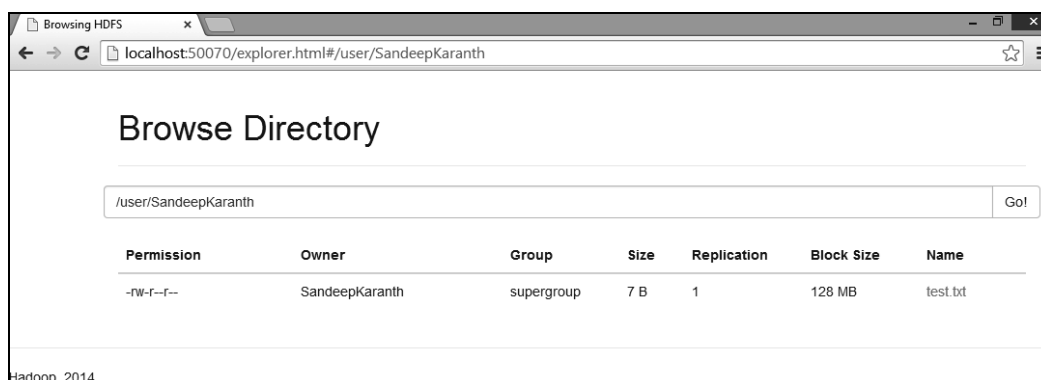 Browsing HDFS
localhost:50070/explorer.html#/user/SandeepKaranth
Browse Directory
/user/SandeepKaranth Go!
Permission Owner Group Size Replication Block Size Name
-rw-r--r-- SandeepKaranth supergroup 7 B 1 128 MB test.txt
Hadoop, 2014.